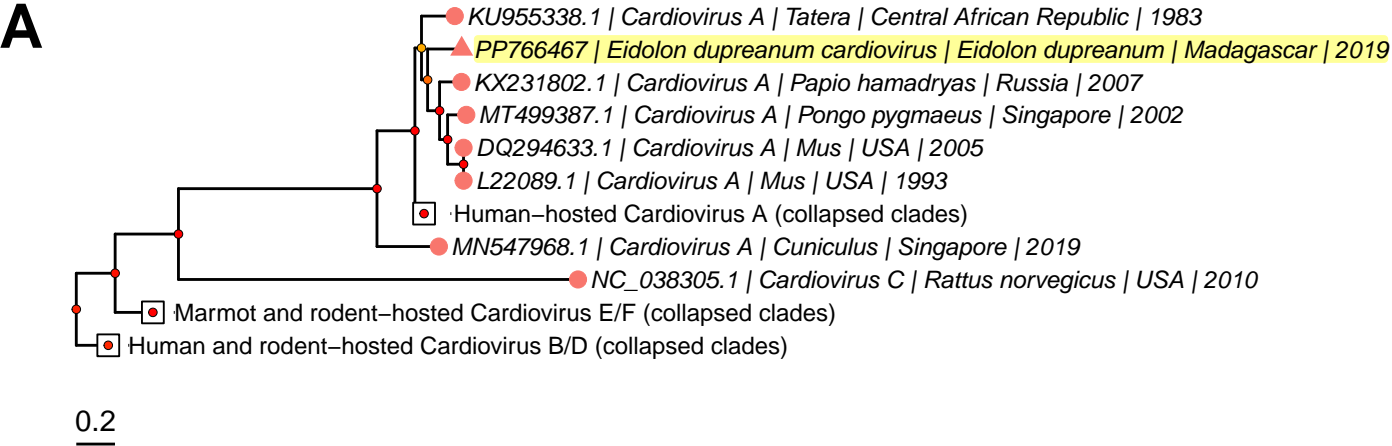 A
KU955338.1 | Cardiovirus A | Tatera | Central African Republic | 1983
PP766467 | Eidolon dupreanum cardiovirus | Eidolon dupreanum | Madagascar | 2019
KX231802.1 | Cardiovirus A | Papio hamadryas | Russia | 2007
MT499387.1 | Cardiovirus A | Pongo pygmaeus | Singapore | 2002
DQ294633.1 | Cardiovirus A | Mus | USA | 2005
L22089.1 | Cardiovirus A | Mus | USA | 1993
Human−hosted Cardiovirus A (collapsed clades)
MN547968.1 | Cardiovirus A | Cuniculus | Singapore | 2019
NC_038305.1 | Cardiovirus C | Rattus norvegicus | USA | 2010
Marmot and rodent−hosted Cardiovirus E/F (collapsed clades)
Human and rodent−hosted Cardiovirus B/D (collapsed clades)
0.2